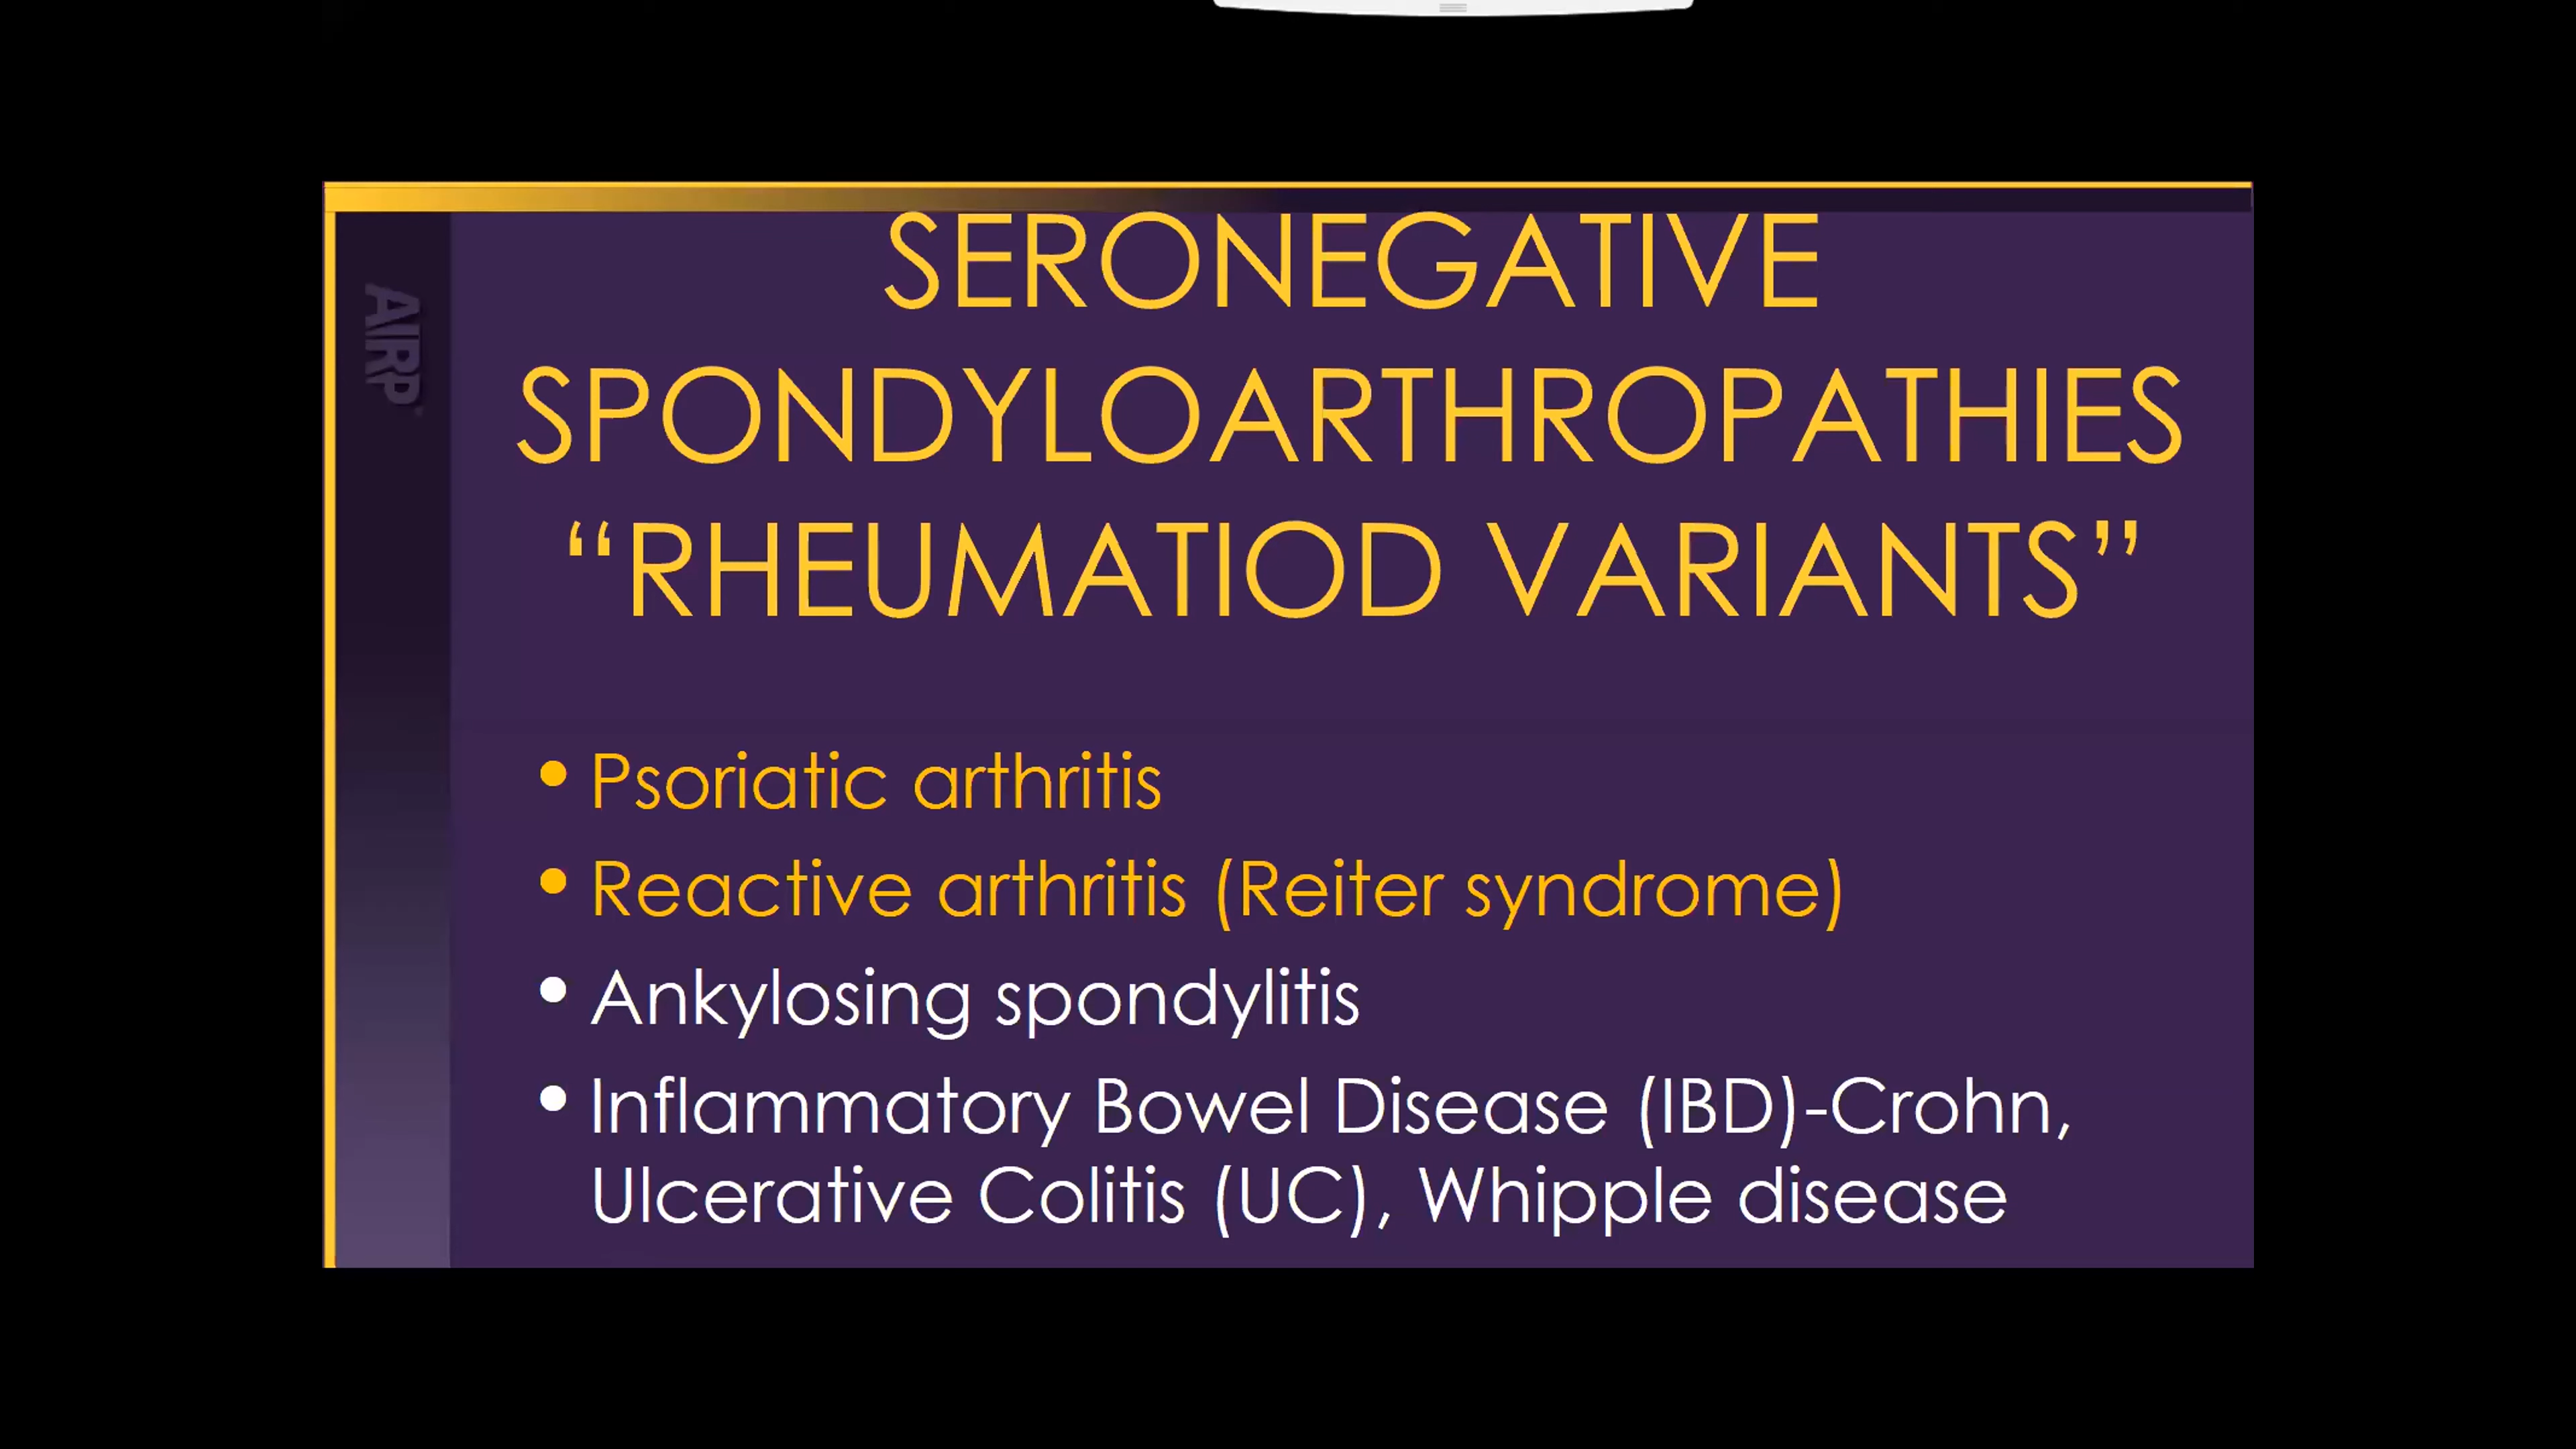 AIRP
SERONEGATIVE
SPONDYLOARTHROPATHIES
“RHEUMATIOD VARIANTS”
• Psoriatic arthritis
• Reactive arthritis (Reiter syndrome)
• Ankylosing spondylitis
• Inflammatory Bowel Disease (IBD)-Crohn,
Ulcerative Colitis (UC), Whipple disease